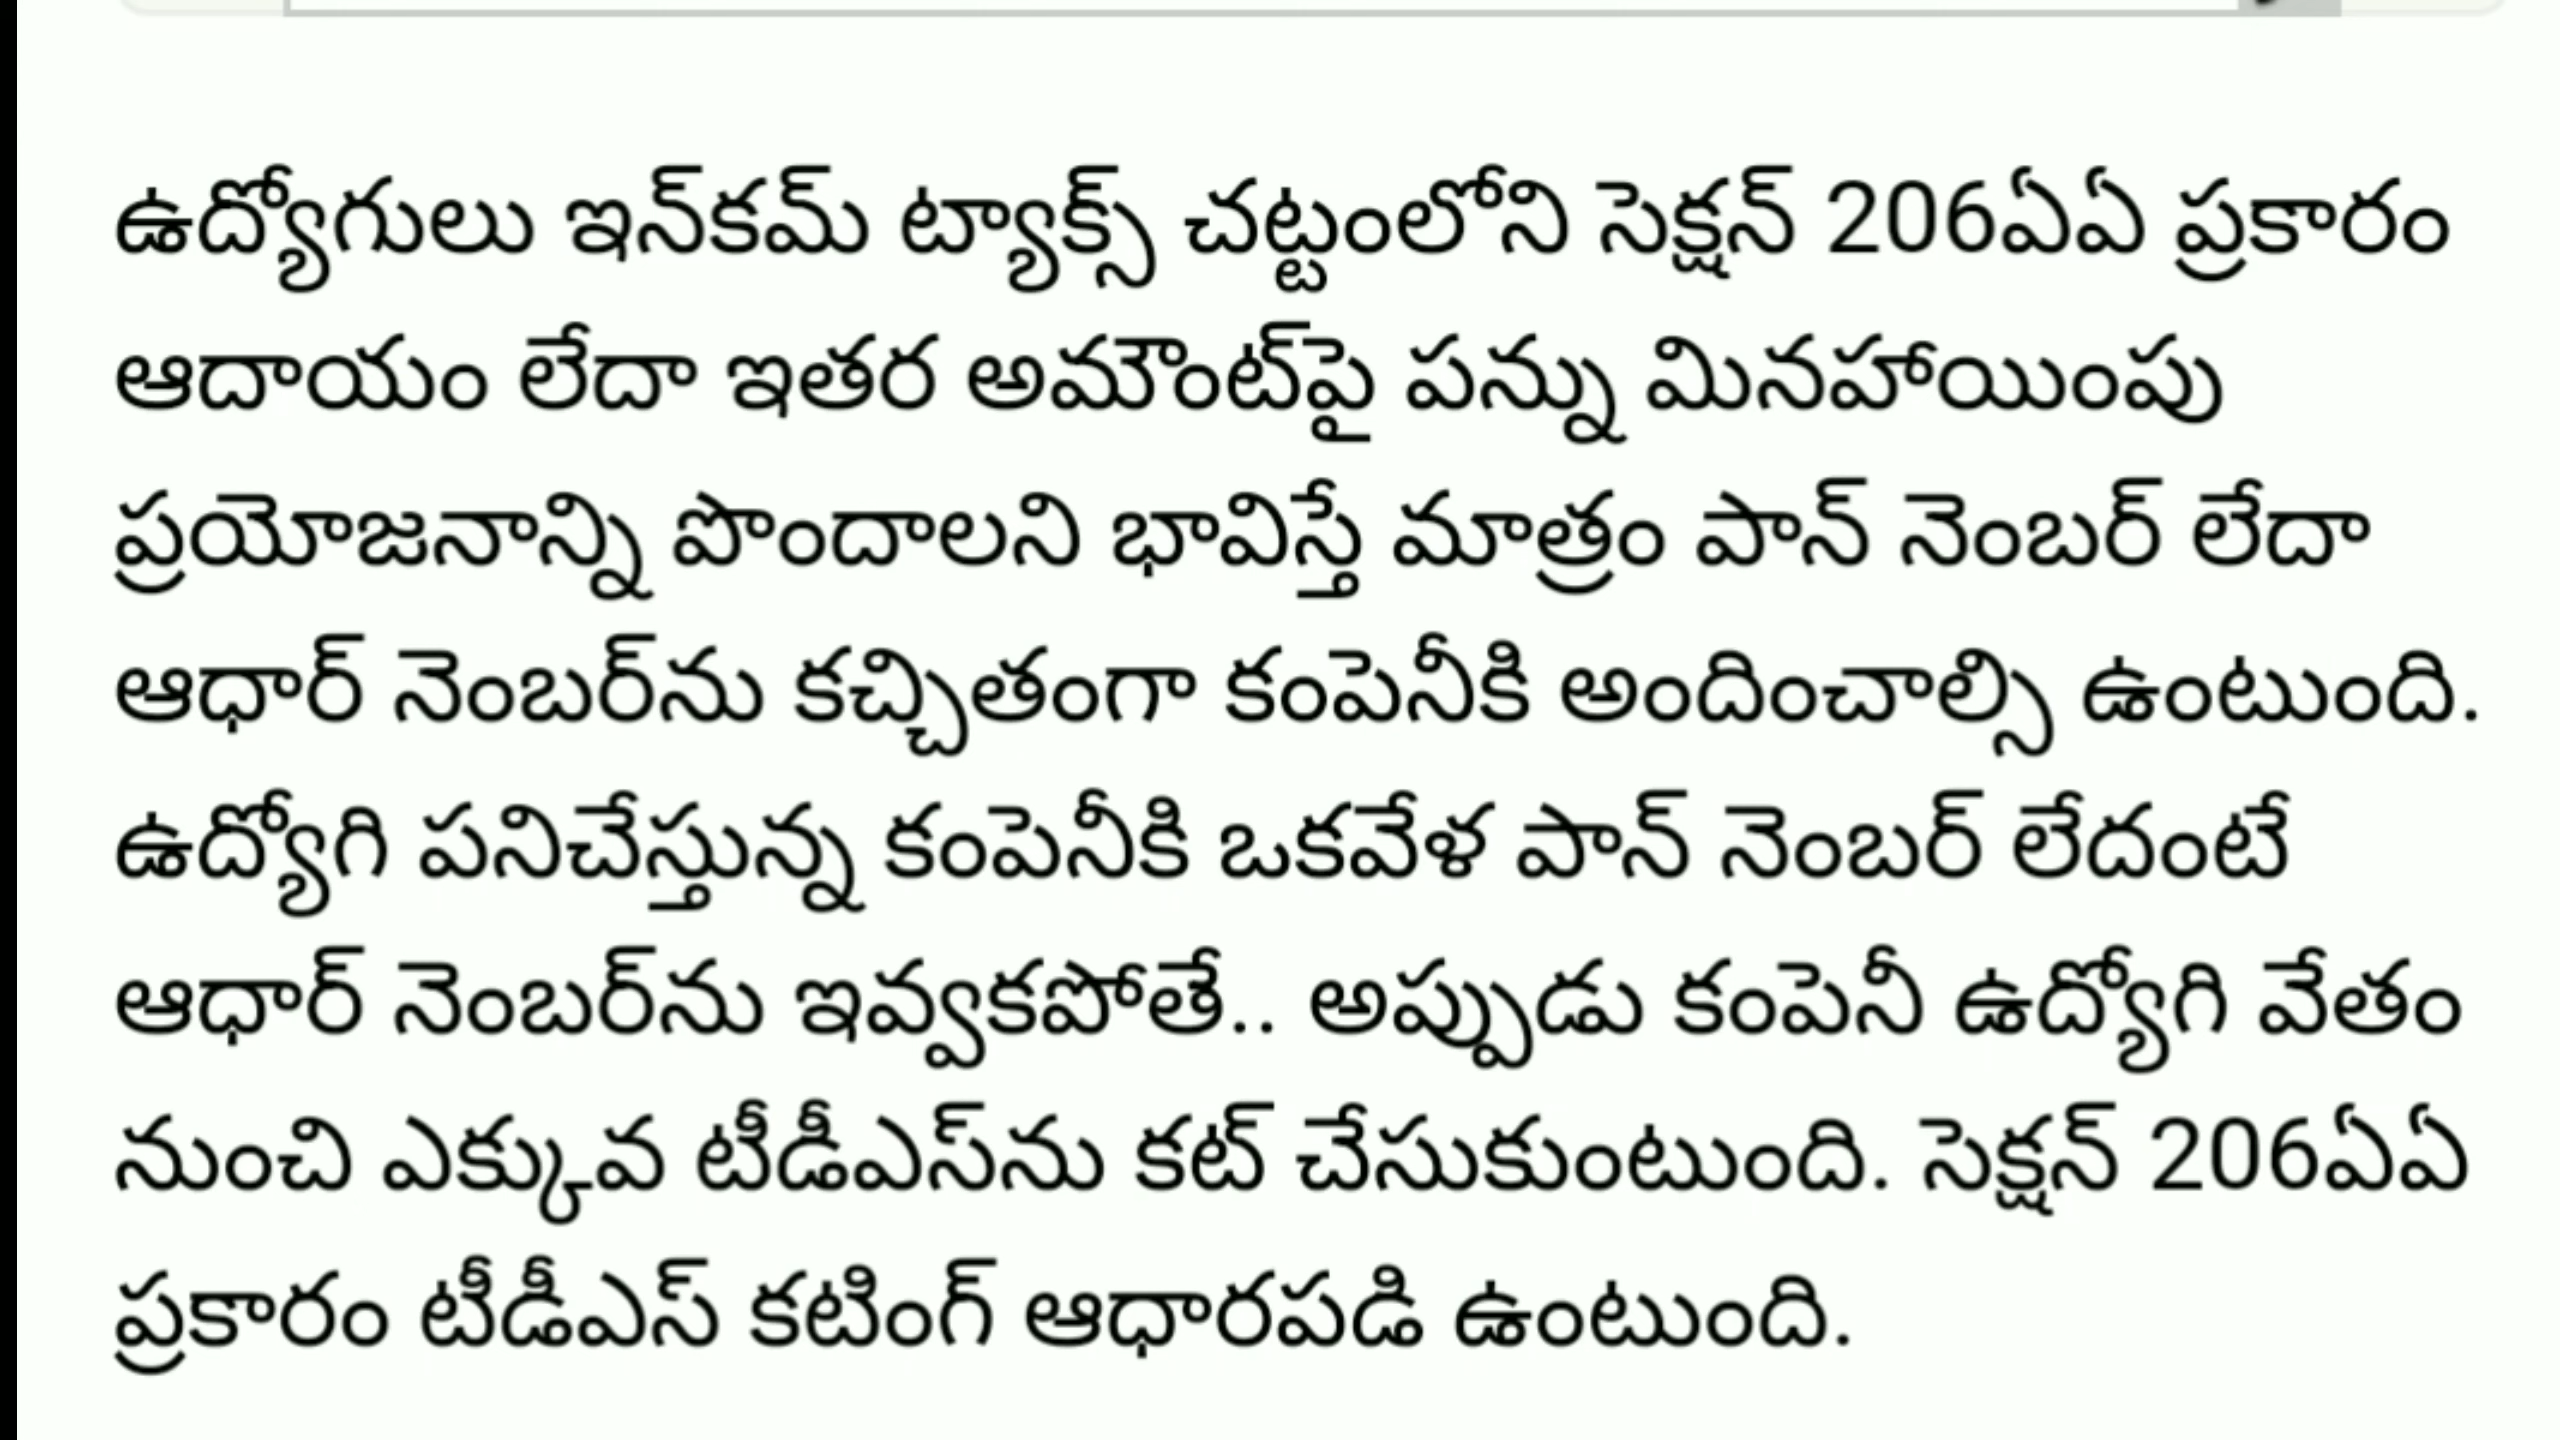 ఉద్యోగులు ఇన్‌కమ్ ట్యాక్స్ చట్టంలోని సెక్షన్ 206ఏఏ ప్రకారం
ఆదాయం లేదా ఇతర అమౌంట్‌పై పన్ను మినహాయింపు
ప్రయోజనాన్ని పొందాలని భావిస్తే మాత్రం పాన్ నెంబర్ లేదా
ఆధార్ నెంబర్‌ను కచ్చితంగా కంపెనీకి అందించాల్సి ఉంటుంది.
ఉద్యోగి పనిచేస్తున్న కంపెనీకి ఒకవేళ పాన్ నెంబర్ లేదంటే
ఆధార్ నెంబర్‌ను ఇవ్వకపోతే.. అప్పుడు కంపెనీ ఉద్యోగి వేతం
నుంచి ఎక్కువ టీడీఎస్‌ను కట్ చేసుకుంటుంది. సెక్షన్ 206ఏఏ
ప్రకారం టీడీఎస్ కటింగ్ ఆధారపడి ఉంటుంది.